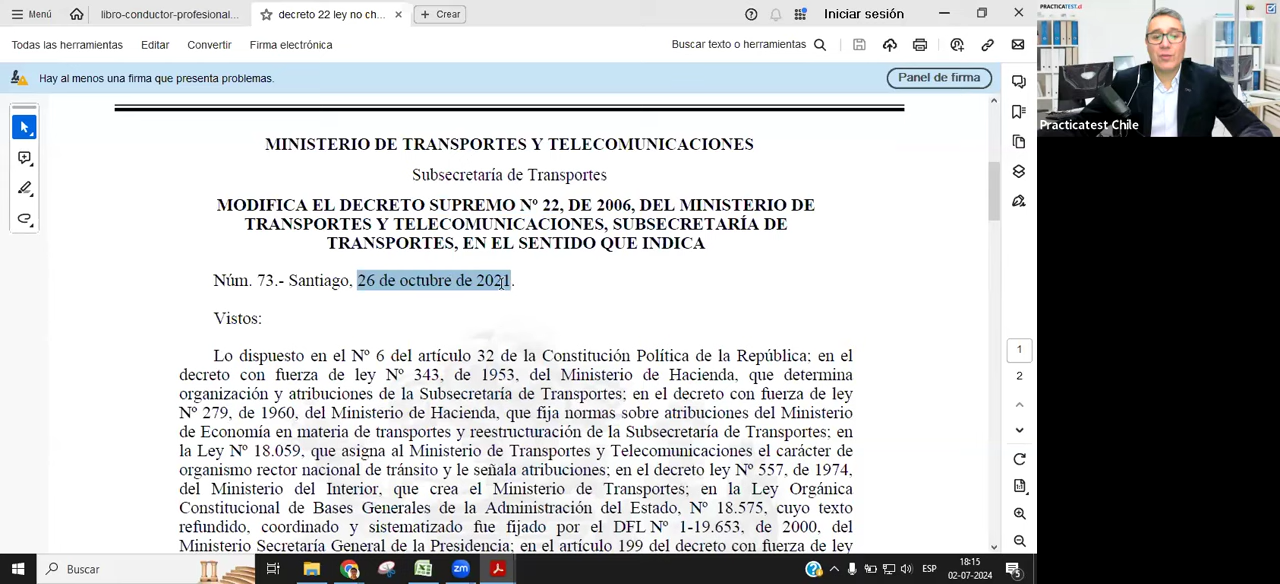 Menú
libro-conductor-profesional...
decreto 22 ley no ch...
Crear
Iniciar sesión
PRACTICATEST.cl
Todas las herramientas
Editar
Convertir
Firma electrónica
Buscar texto o herramientas
Hay al menos una firma que presenta problemas.
Panel de firma
Practicatest Chile
MINISTERIO DE TRANSPORTES Y TELECOMUNICACIONES
Subsecretaría de Transportes
MODIFICA EL DECRETO SUPREMO Nº 22, DE 2006, DEL MINISTERIO DE
TRANSPORTES Y TELECOMUNICACIONES, SUBSECRETARÍA DE
TRANSPORTES, EN EL SENTIDO QUE INDICA
Núm. 73.- Santiago, 26 de octubre de 2021.
Vistos:
Lo dispuesto en el Nº 6 del artículo 32 de la Constitución Política de la República; en el
decreto con fuerza de ley Nº 343, de 1953, del Ministerio de Hacienda, que determina
organización y atribuciones de la Subsecretaría de Transportes; en el decreto con fuerza de ley
Nº 279, de 1960, del Ministerio de Hacienda, que fija normas sobre atribuciones del Ministerio
de Economía en materia de transportes y reestructuración de la Subsecretaría de Transportes; en
la Ley Nº 18.059, que asigna al Ministerio de Transportes y Telecomunicaciones el carácter de
organismo rector nacional de tránsito y le señala atribuciones; en el decreto ley Nº 557, de 1974,
del Ministerio del Interior, que crea el Ministerio de Transportes; en la Ley Orgánica
Constitucional de Bases Generales de la Administración del Estado, Nº 18.575, cuyo texto
refundido, coordinado y sistematizado fue fijado por el DFL Nº 1-19.653, de 2000, del
Ministerio Secretaría General de la Presidencia; en el artículo 199 del decreto con fuerza de ley
1
2
Buscar
zm
ESP
18:15
02-07-2024
5